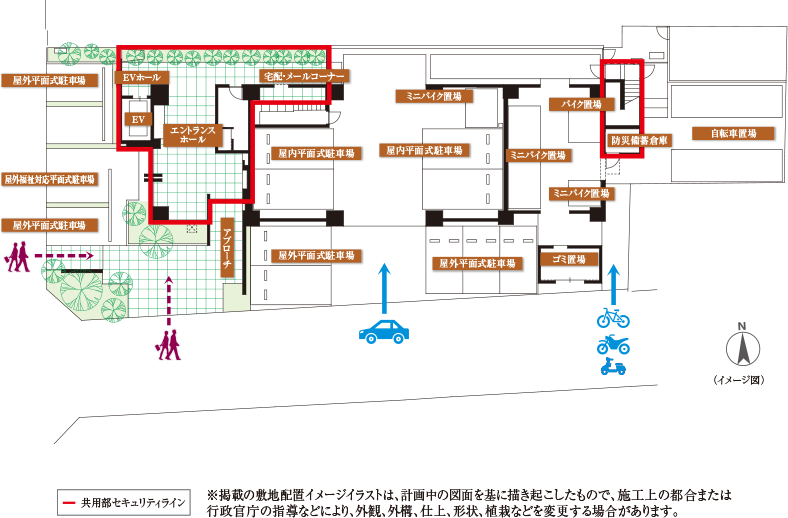 屋外平面式駐車場
EVホール
宅配・メールコーナー
EV
エントランス
ホール
ミニバイク置場
バイク置場
屋内平面式駐車場
屋内平面式駐車場
ミニバイク置場
防災備蓄倉庫
自転車置場
屋外福祉対応平面式駐車場
ミニバイク置場
屋外平面式駐車場
アプローチ
屋外平面式駐車場
屋外平面式駐車場
ゴミ置場
N
（イメージ図）
共用部セキュリティライン
※掲載の敷地配置イメージイラストは、計画中の図面を基に描き起こしたもので、施工上の都合または
行政官庁の指導などにより、外観、外構、仕上、形状、植栽などを変更する場合があります。